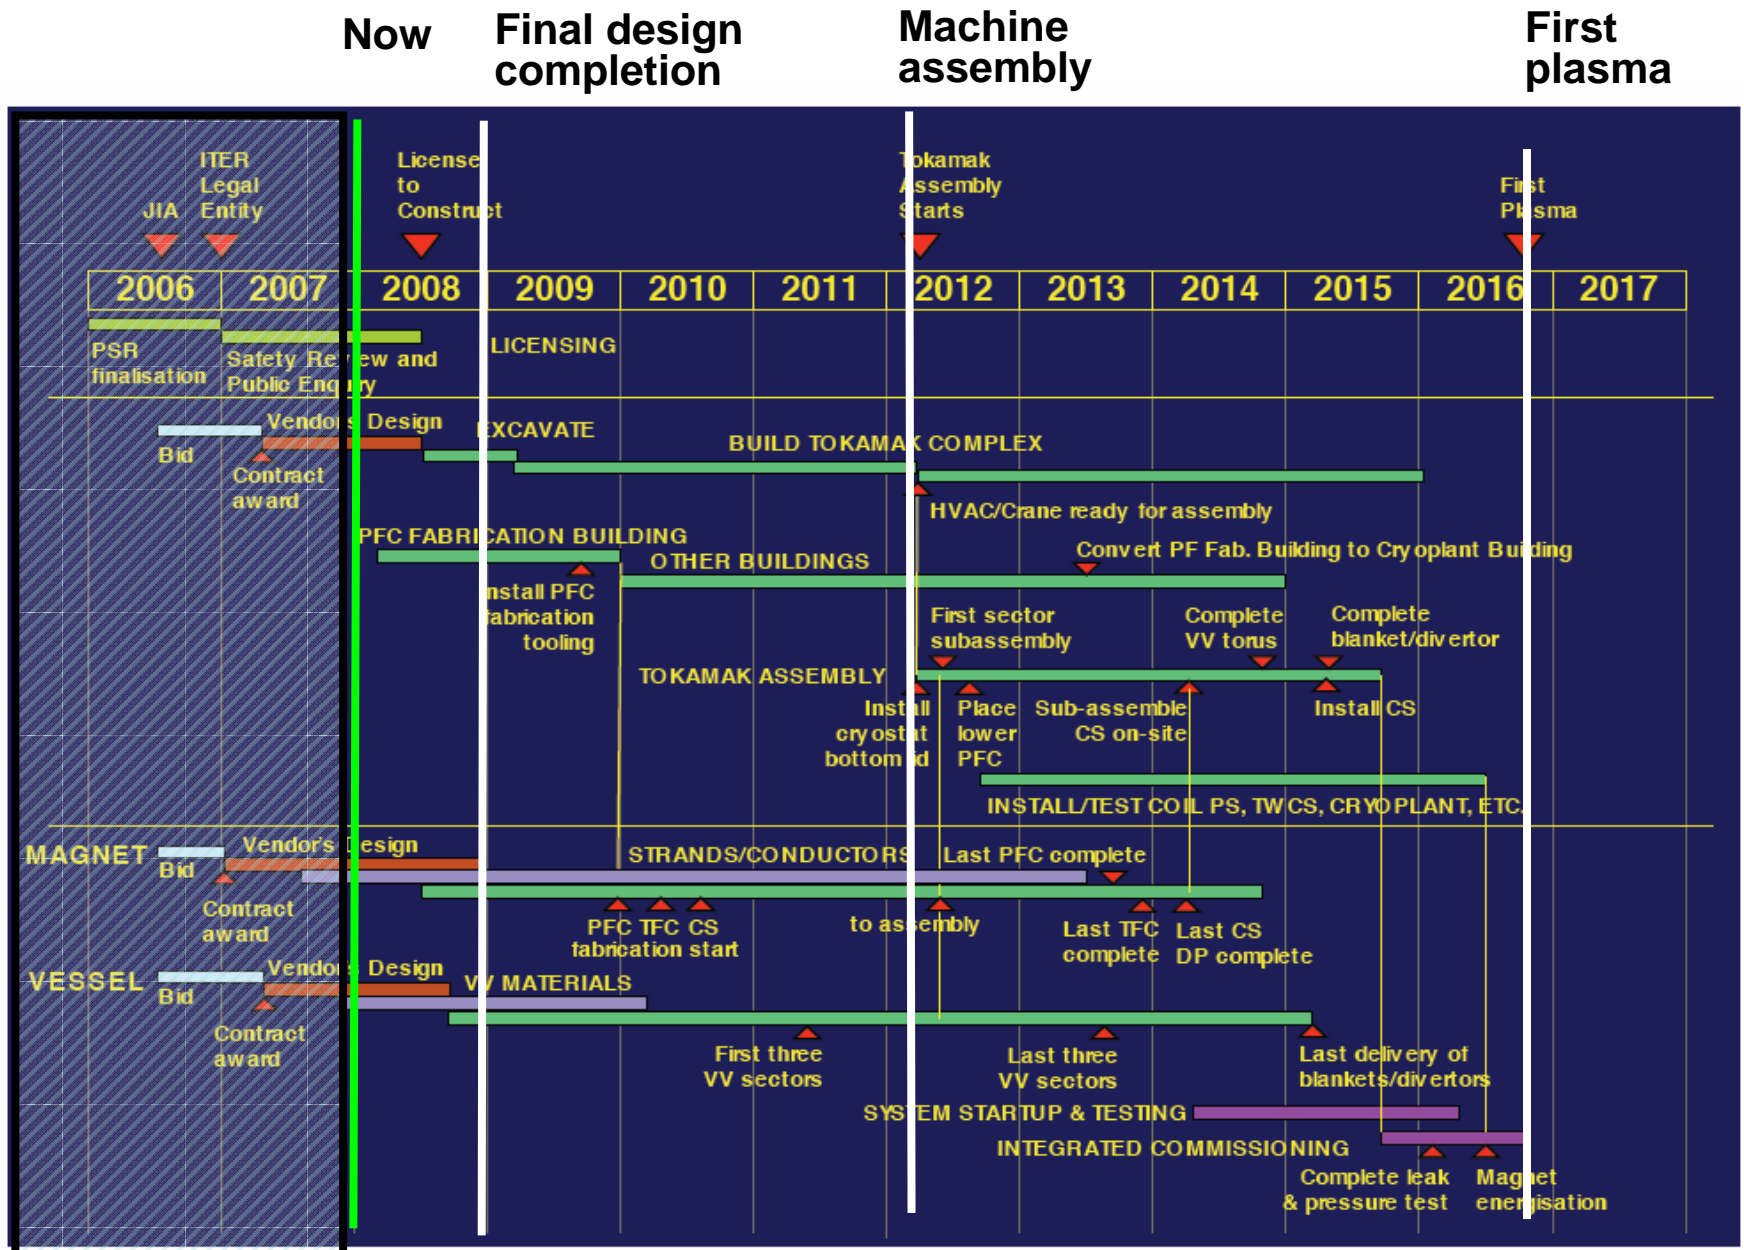 Now
Final design
completion
Machine
assembly
First
plasma
JIA
ITER
Legal
Entity
License
to
Construct
Tokamak
Assembly
Starts
First
Plasma
2006 2007 2008 2009 2010 2011 2012 2013 2014 2015 2016 2017
PSR
finalisation
Safety Review and
Public Enquiry
LICENSING
Bid
Vendor's Design
Contract
award
EXCAVATE
BUILD TOKAMAK COMPLEX
HVAC/Crane ready for assembly
PFC FABRICATION BUILDING
Install PFC
fabrication
tooling
OTHER BUILDINGS
Convert PF Fab. Building to Cryoplant Building
First sector
subassembly
Complete
VV torus
Complete
blanket/divertor
TOKAMAK ASSEMBLY
Install
cryostat
bottom lid
Place
lower
PFC
Sub-assemble
CS on-site
Install CS
INSTALL/TEST COIL PS, TWCS, CRYOPLANT, ETC.
MAGNET
Bid
Vendor's Design
Contract
award
STRANDS/CONDUCTORS
Last PFC complete
PFC TFC CS
fabrication start
to assembly
Last TFC
complete
Last CS
DP complete
VESSEL
Bid
Vendor's Design
Contract
award
VV MATERIALS
First three
VV sectors
Last three
VV sectors
Last delivery of
blankets/divertors
SYSTEM STARTUP & TESTING
INTEGRATED COMMISSIONING
Complete leak
& pressure test
Magnet
energisation